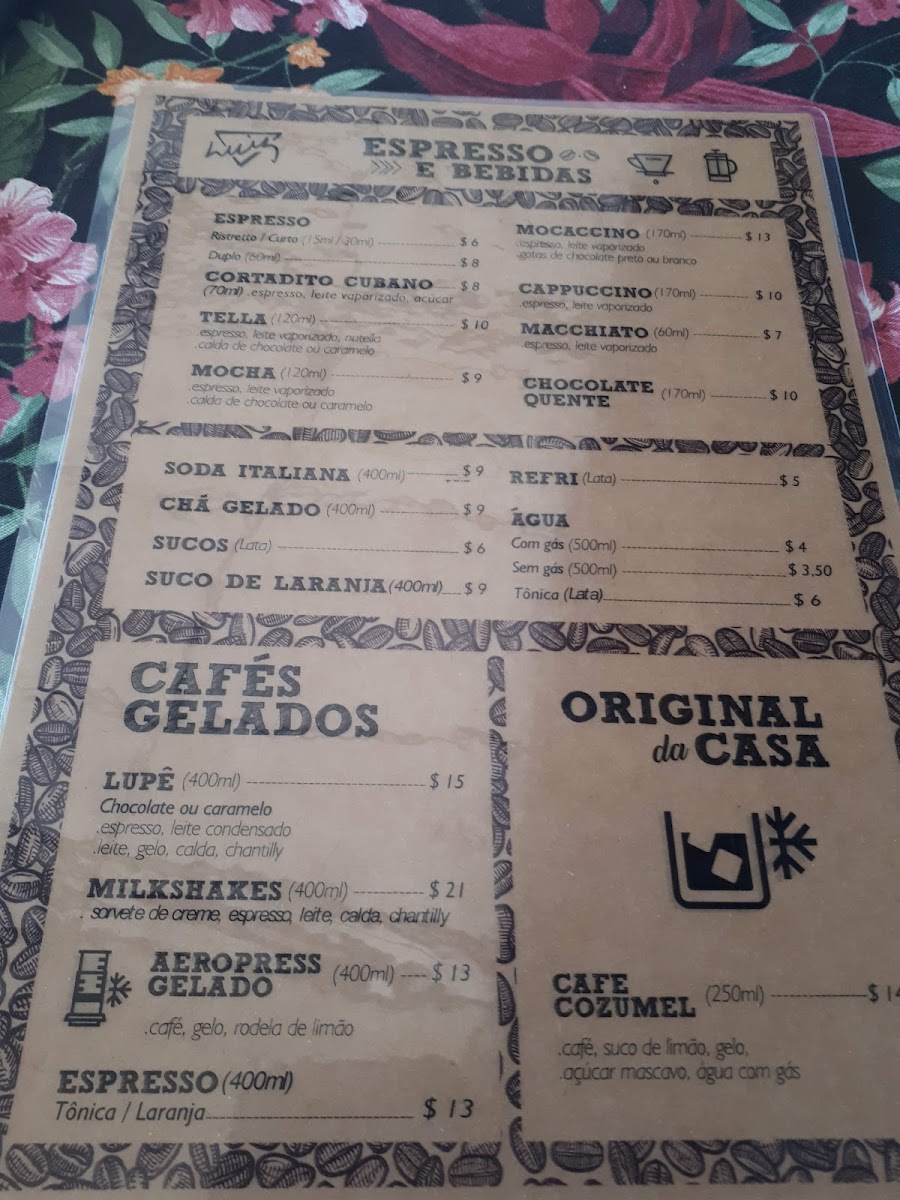 ESPRESSO
E BEBIDAS
ESPRESSO
Ristretto / Curto (15ml / 30ml) $ 6
Duplo (60ml) $ 8
CORTADITO CUBANO $ 8
(70ml) .espresso, leite vaporizado, açucar
TELLA (120ml) $ 10
espresso, leite vaporizado, nutella
.calda de chocolate ou caramelo
MOCHA (120ml) $ 9
.espresso, leite vaporizado
.calda de chocolate ou caramelo
MOCACCINO (170ml) $ 13
espresso, leite vaporizado
.gotas de chocolate preto ou branco
CAPPUCCINO (170ml) $ 10
.espresso, leite vaporizado
MACCHIATO (60ml) $ 7
.espresso, leite vaporizado
CHOCOLATE
QUENTE (170ml) $ 10
SODA ITALIANA (400ml) $ 9
CHÁ GELADO (400ml) $ 9
SUCOS (Lata) $ 6
SUCO DE LARANJA (400ml) $ 9
REFRI (Lata) $ 5
ÁGUA
Com gás (500ml) $ 4
Sem gás (500ml) $ 3,50
Tônica (Lata) $ 6
CAFÉS
GELADOS
LUPÊ (400ml) $ 15
Chocolate ou caramelo
.espresso, leite condensado
.leite, gelo, calda, chantilly
MILKSHAKES (400ml) $ 21
. sorvete de creme, espresso, leite, calda, chantilly
AEROPRESS
GELADO (400ml) $ 13
.café, gelo, rodela de limão
ESPRESSO (400ml)
Tônica / Laranja $ 13
ORIGINAL
da CASA
CAFE
COZUMEL (250ml) $ 14
.café, suco de limão, gelo,
.açúcar mascavo, água com gás